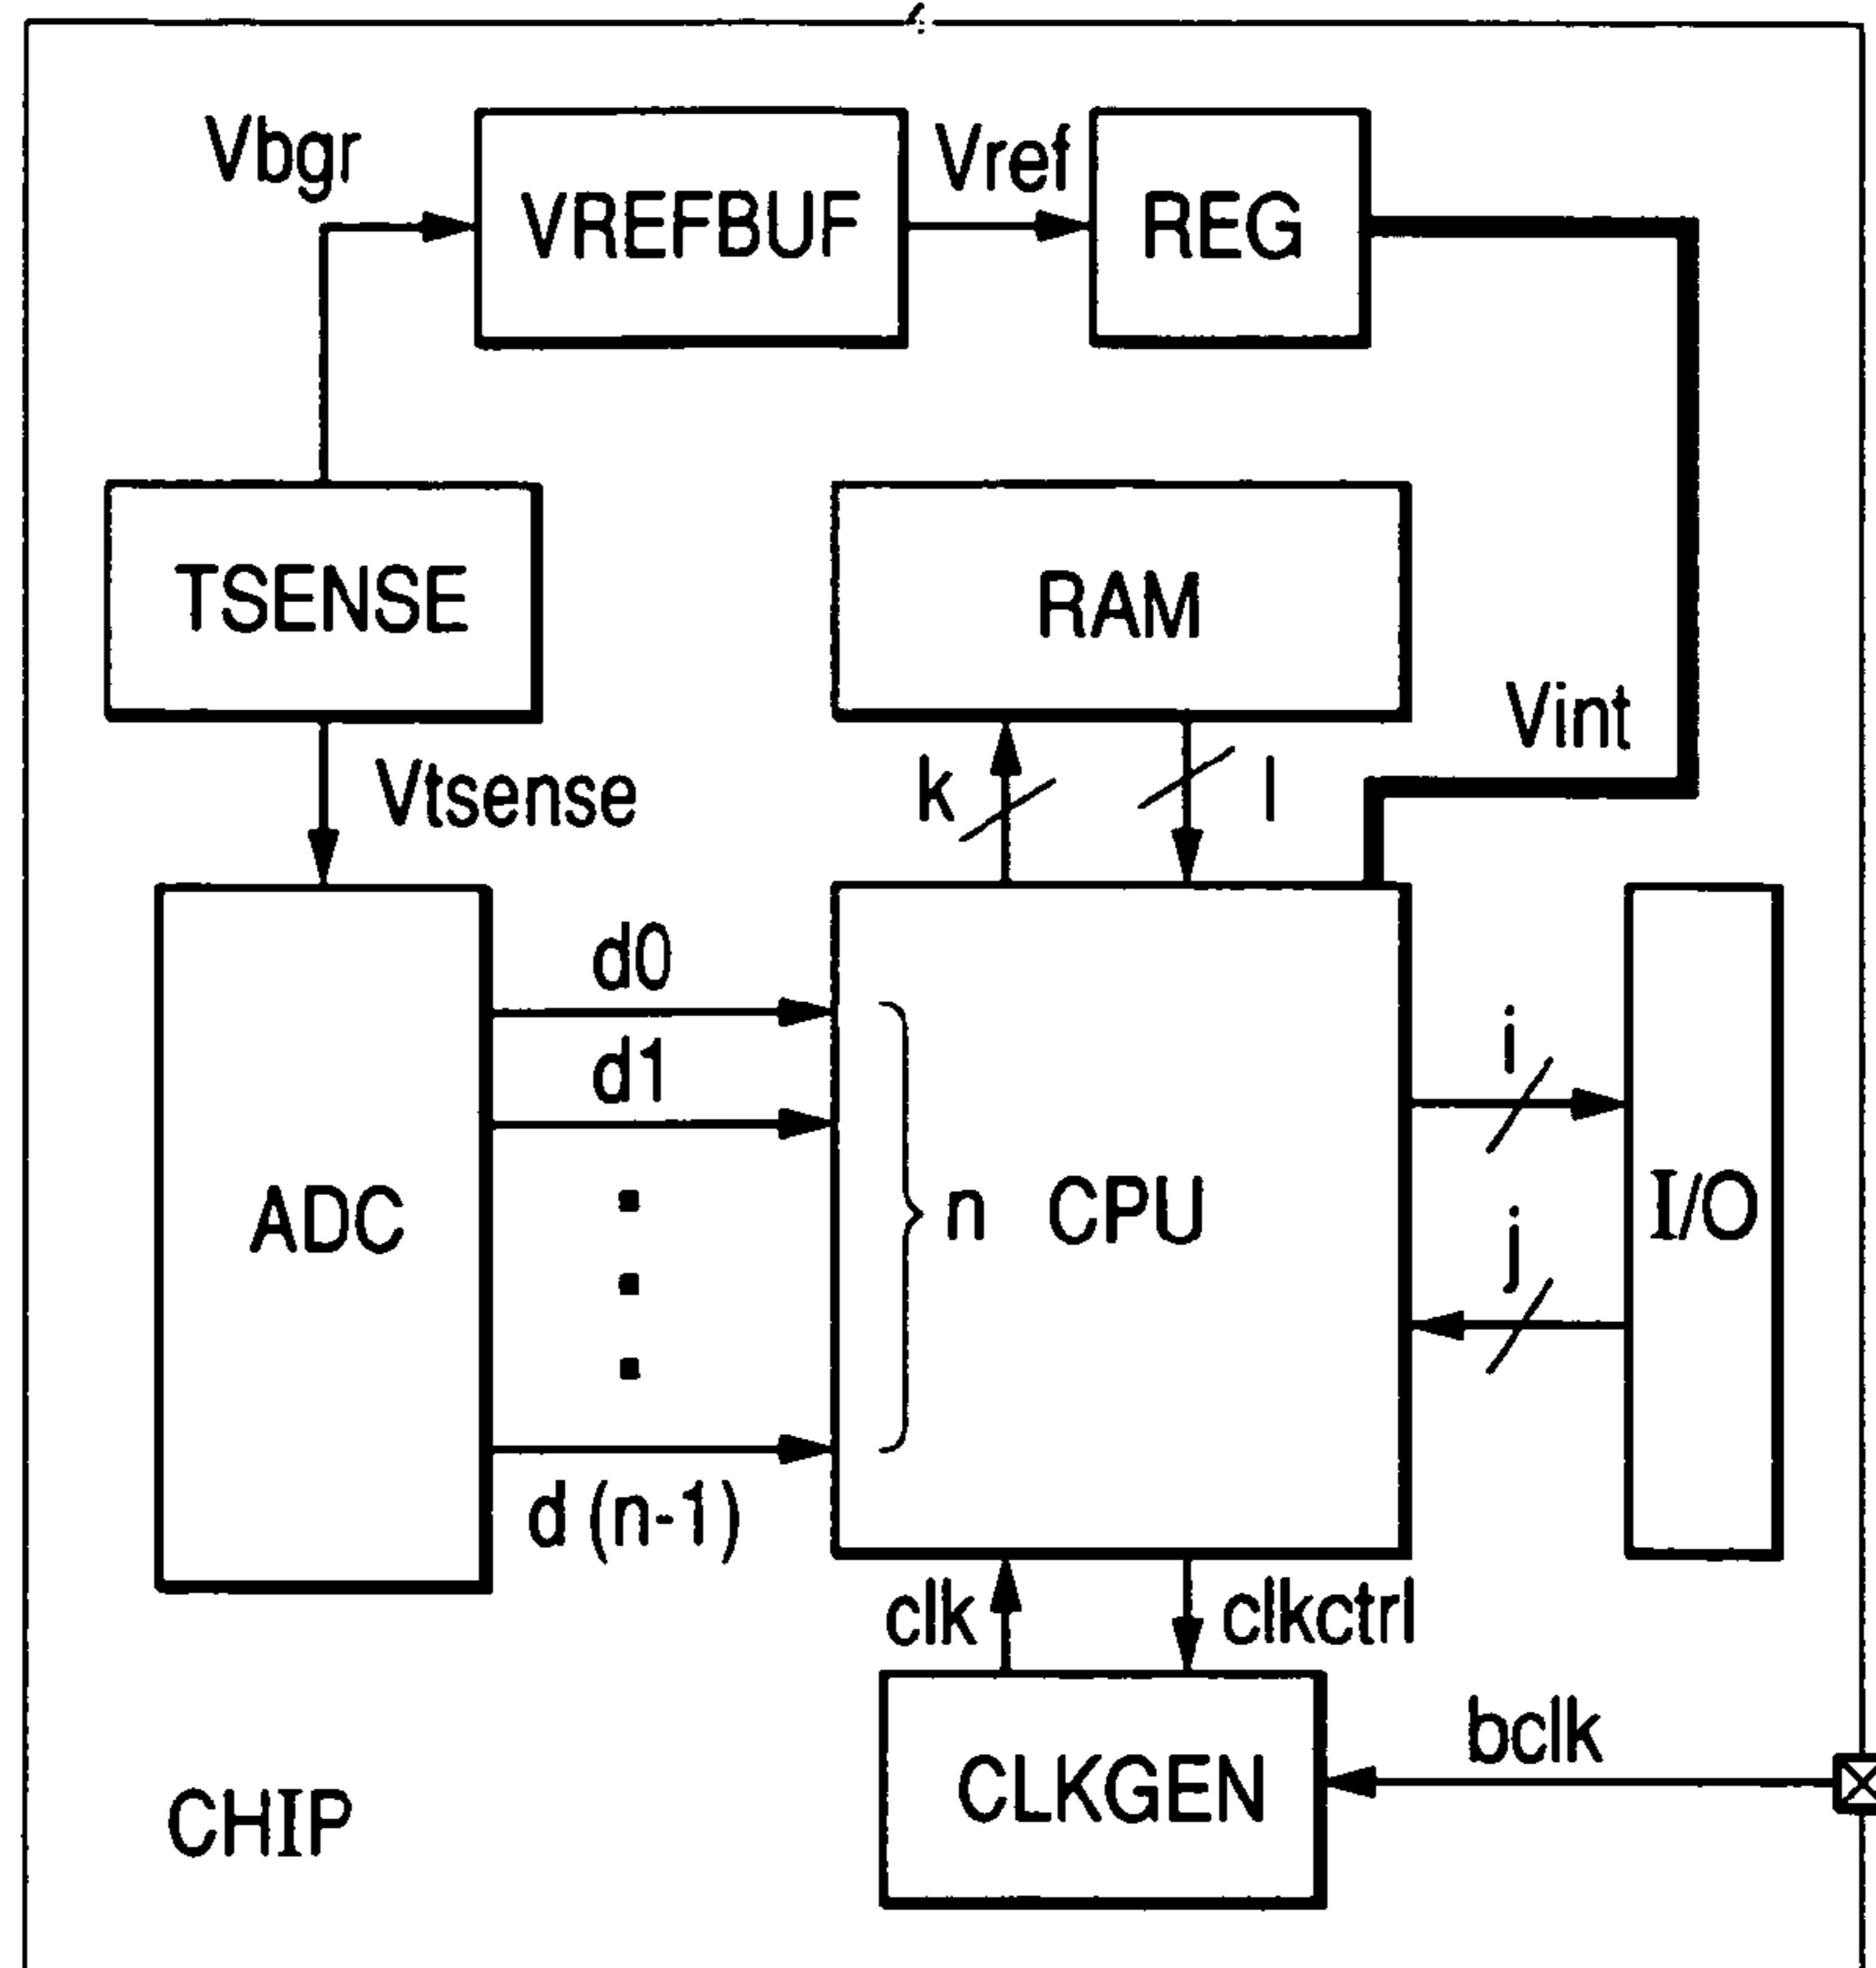 Vbgr
VREFBUF
Vref
REG
TSENSE
RAM
Vint
Vtsense
k
l
d0
d1
i
ADC
n
CPU
j
I/O
d (n-1)
clk
clkctrl
bclk
CLKGEN
CHIP